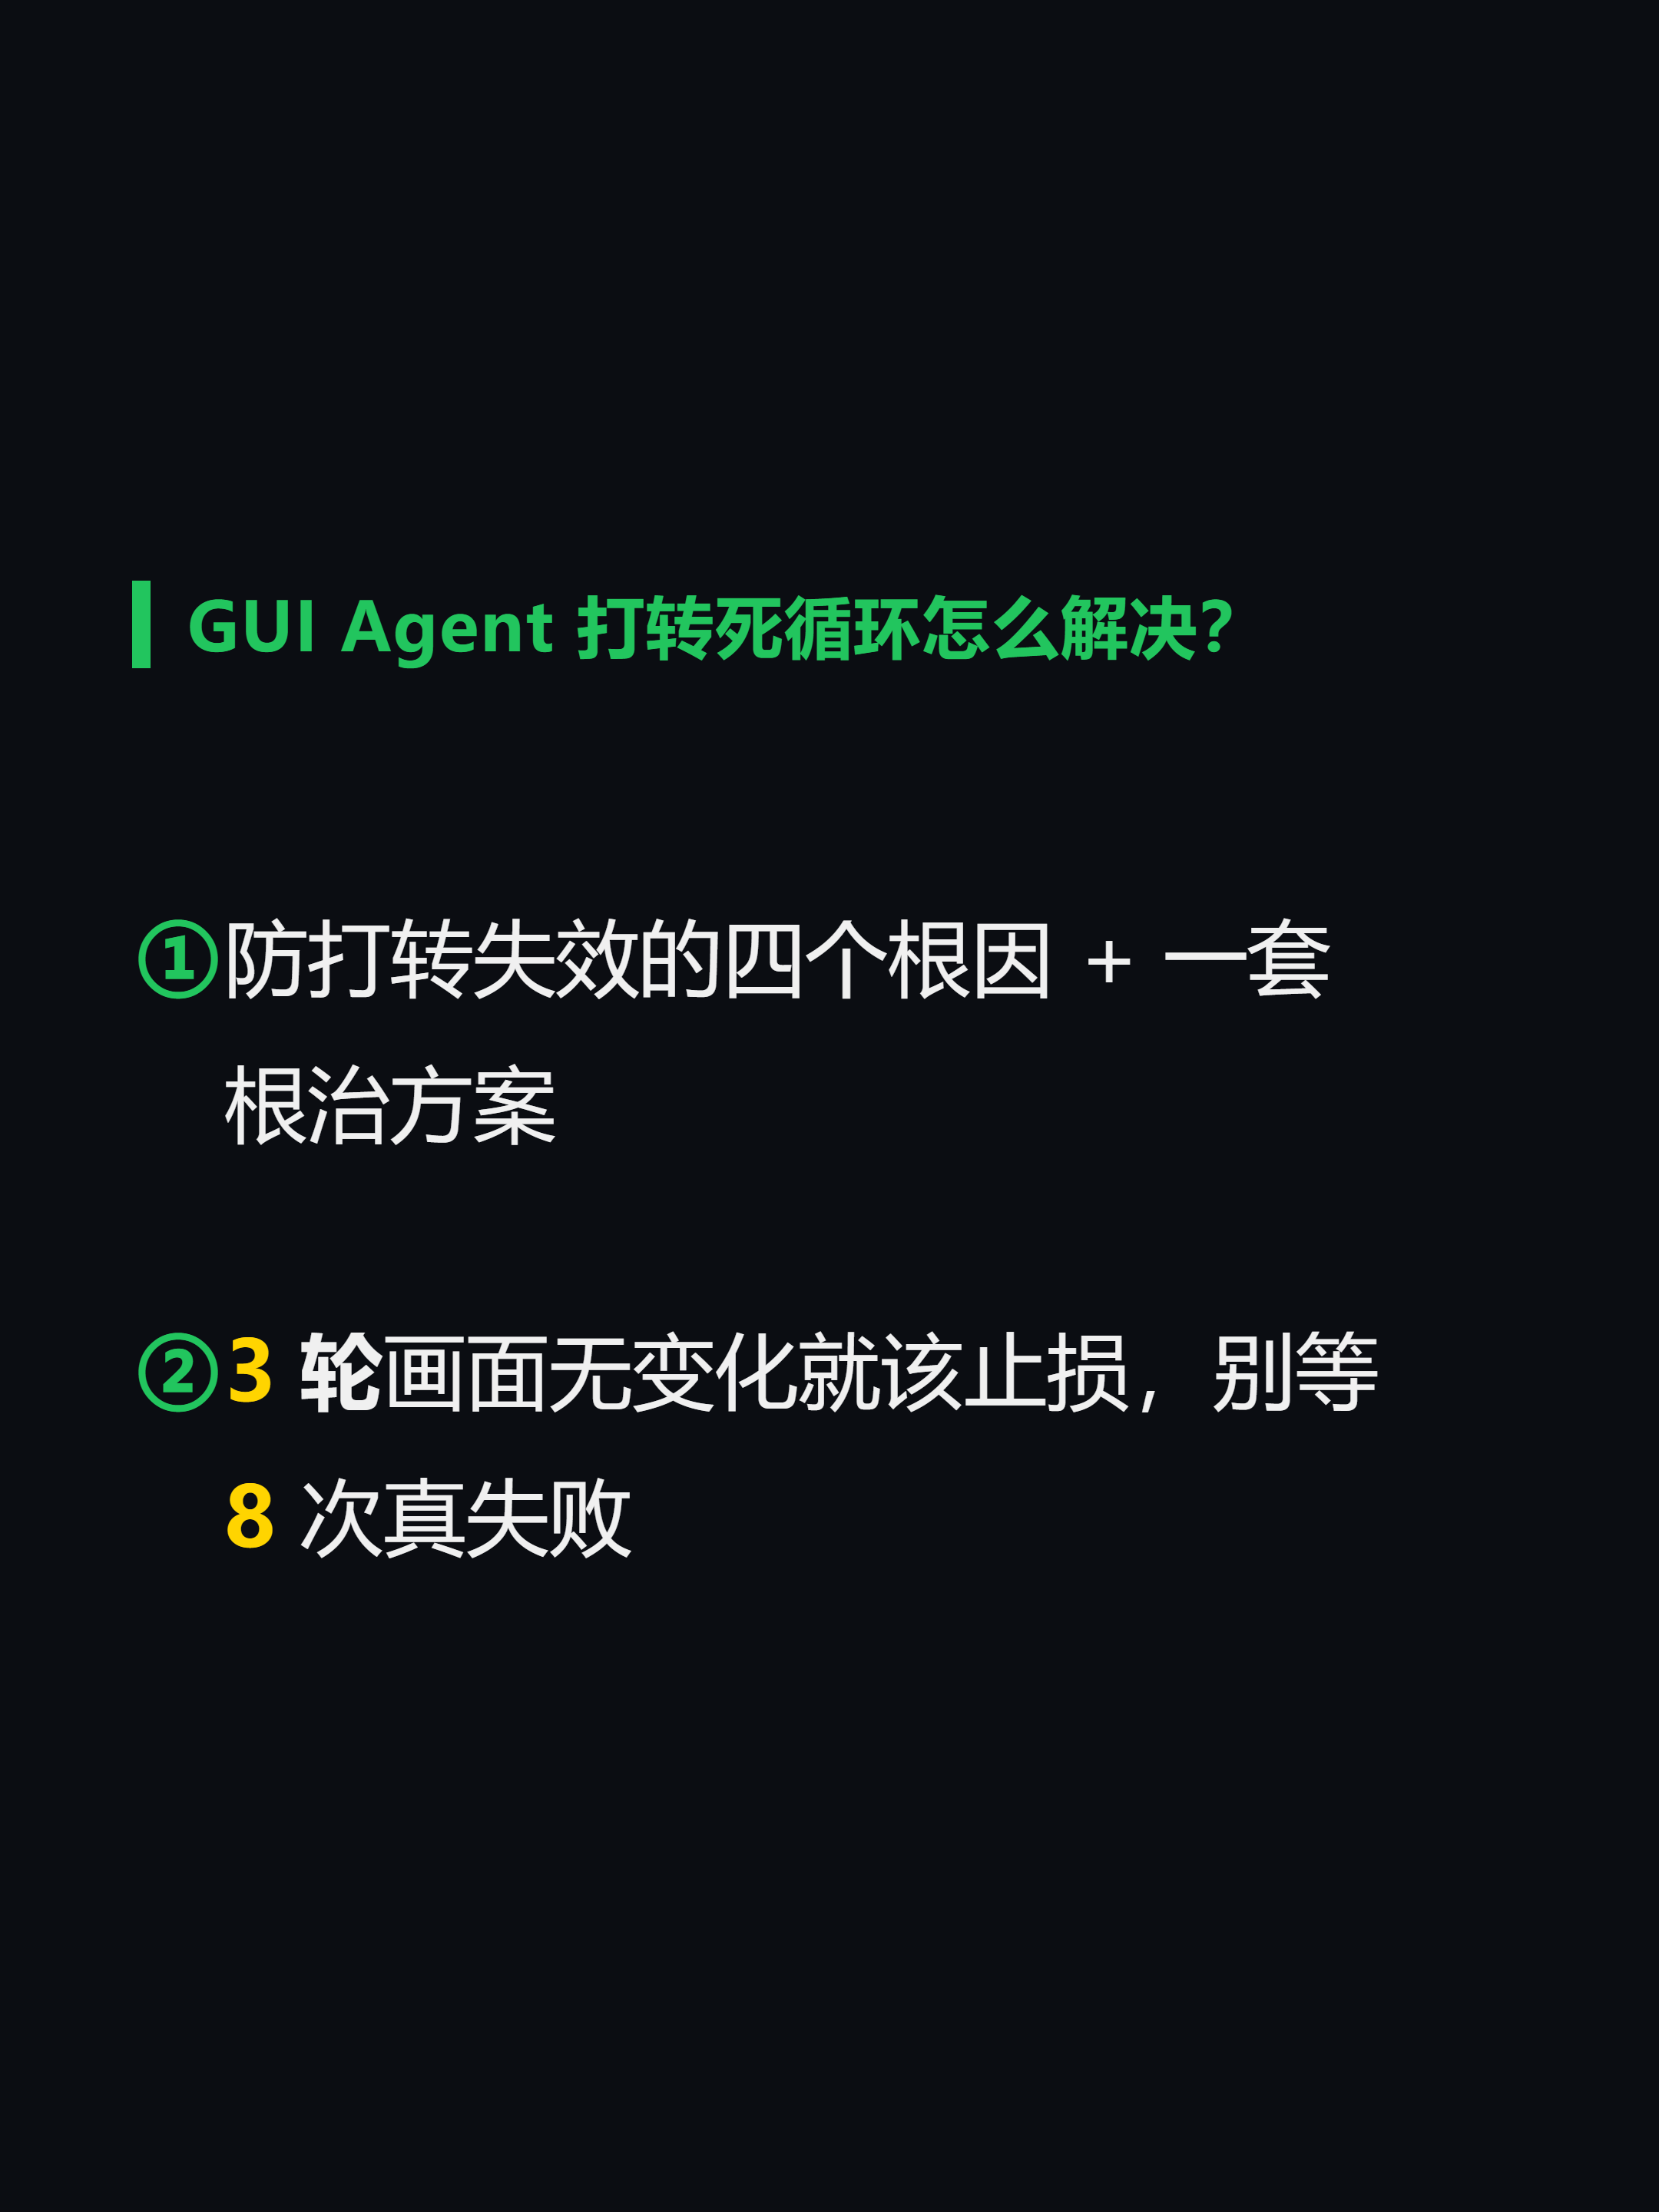 GUI Agent 打转死循环怎么解决?
①防打转失效的四个根因 + 一套
根治方案
②3 轮画面无变化就该止损, 别等
8 次真失败